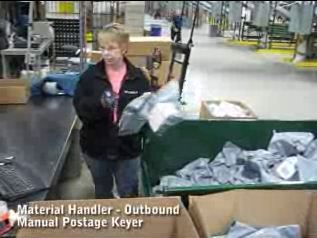 Material Handler - Outbound
Manual Postage Keyer